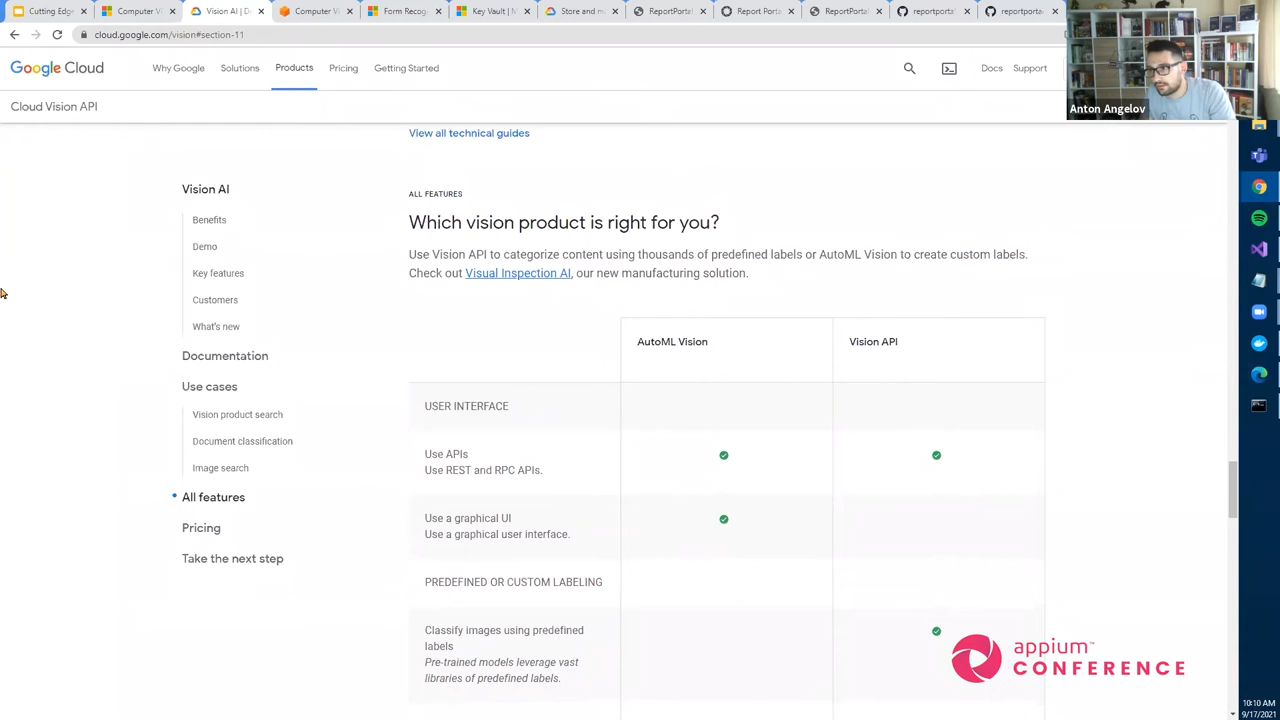 Cutting Edg
Computer V
Vision AI | D
Computer Vi
Form Recog
Key Vault | M
Store and m
ReportPortal
Report Porta
reportporta
cloud.google.com/vision#section-11
Google Cloud
Why Google
Solutions
Products
Pricing
Getting Started
Docs
Support
Anton Angelov
Cloud Vision API
View all technical guides
Vision AI
Benefits
Demo
Key features
Customers
What's new
Documentation
Use cases
Vision product search
Document classification
Image search
All features
Pricing
Take the next step
ALL FEATURES
Which vision product is right for you?
Use Vision API to categorize content using thousands of predefined labels or AutoML Vision to create custom labels.
Check out Visual Inspection AI, our new manufacturing solution.
AutoML Vision
Vision API
USER INTERFACE
Use APIs
Use REST and RPC APIs.
Use a graphical UI
Use a graphical user interface.
PREDEFINED OR CUSTOM LABELING
Classify images using predefined
labels
Pre-trained models leverage vast
libraries of predefined labels.
appium™
CONFERENCE
10:10 AM
9/17/2021